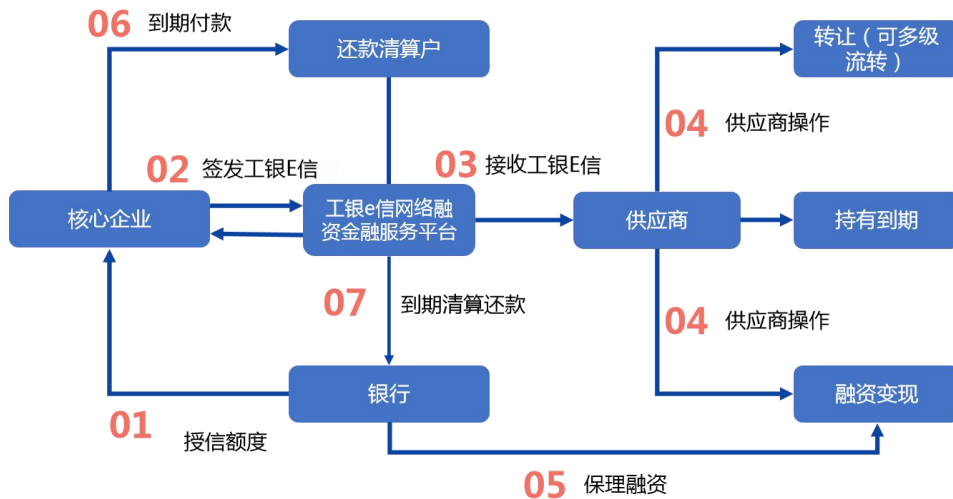 06 到期付款
还款清算户
转让（可多级
流转）
04 供应商操作
02 签发工银E信
03 接收工银E信
核心企业
工银e信网络融
资金融服务平台
供应商
持有到期
07 到期清算还款
04 供应商操作
银行
融资变现
01 授信额度
05 保理融资